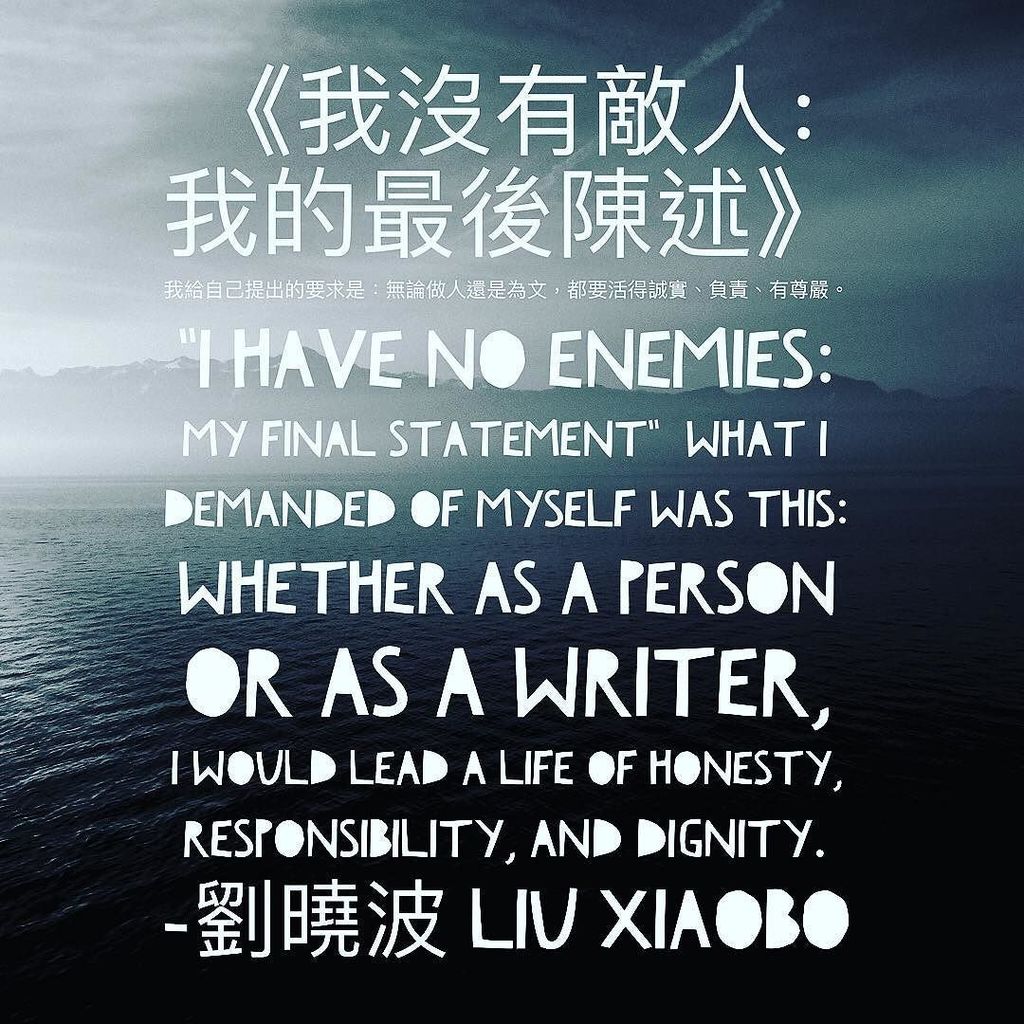 《我沒有敵人:
我的最後陳述》
我給自己提出的要求是：無論做人還是為文，都要活得誠實、負責、有尊嚴。
"I HAVE NO ENEMIES:
MY FINAL STATEMENT" WHAT I
DEMANDED OF MYSELF WAS THIS:
WHETHER AS A PERSON
OR AS A WRITER,
I WOULD LEAD A LIFE OF HONESTY,
RESPONSIBILITY, AND DIGNITY.
-劉曉波 LIU XIAOBO